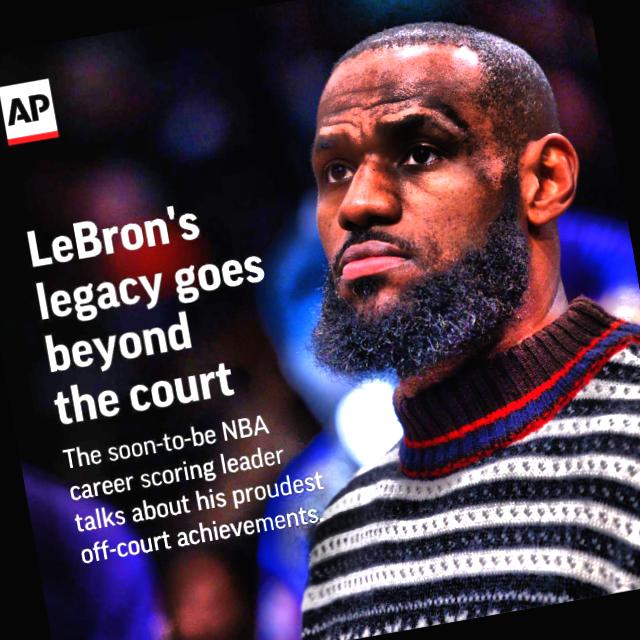 AP
LeBron's
legacy goes
beyond
the court
The soon-to-be NBA
career scoring leader
talks about his proudest
off-court achievements.